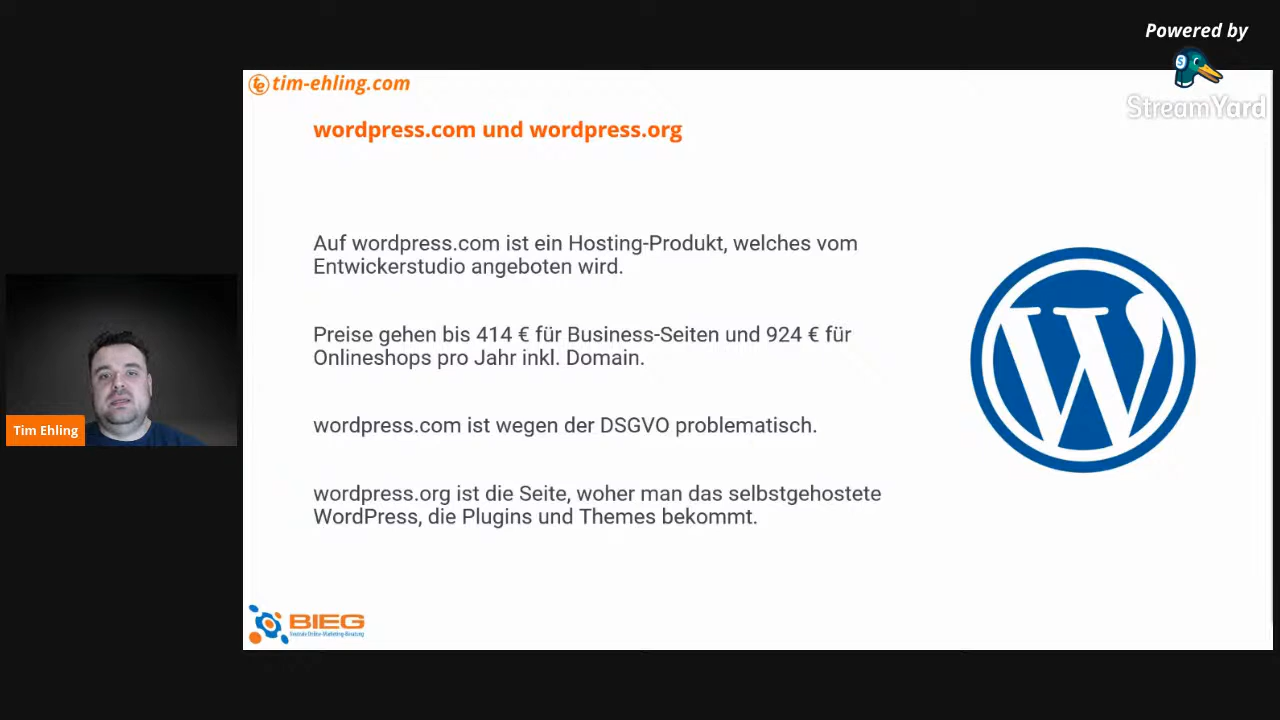 Powered by
StreamYard
tim-ehling.com
wordpress.com und wordpress.org
Auf wordpress.com ist ein Hosting-Produkt, welches vom
Entwickerstudio angeboten wird.
Preise gehen bis 414 € für Business-Seiten und 924 € für
Onlineshops pro Jahr inkl. Domain.
wordpress.com ist wegen der DSGVO problematisch.
wordpress.org ist die Seite, woher man das selbstgehostete
WordPress, die Plugins und Themes bekommt.
Tim Ehling
BIEG